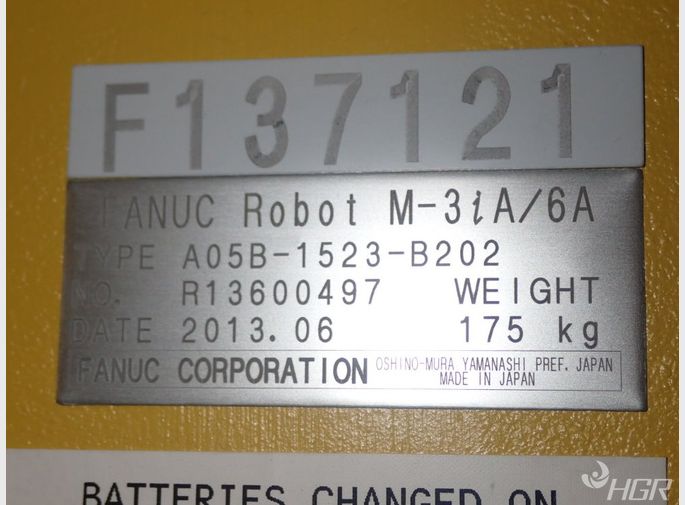 F137121
FANUC Robot M-3iA/6A
TYPE A05B-1523-B202
NO. R13600497 WEIGHT
DATE 2013.06 175 kg
FANUC CORPORATION OSHINO-MURA YAMANASHI PREF. JAPAN
MADE IN JAPAN
BATTERIES CHANGED ON
HGR